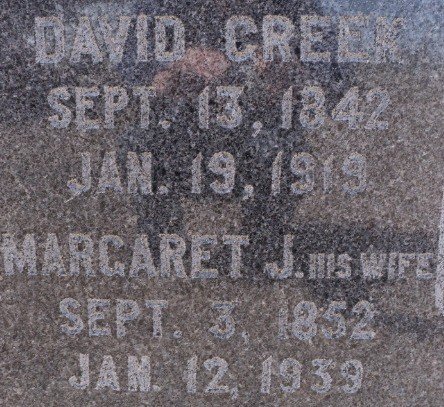 DAVID CREEK
SEPT. 13, 1842
JAN. 19, 1919
MARGARET J. HIS WIFE
SEPT. 3, 1852
JAN. 12, 1939